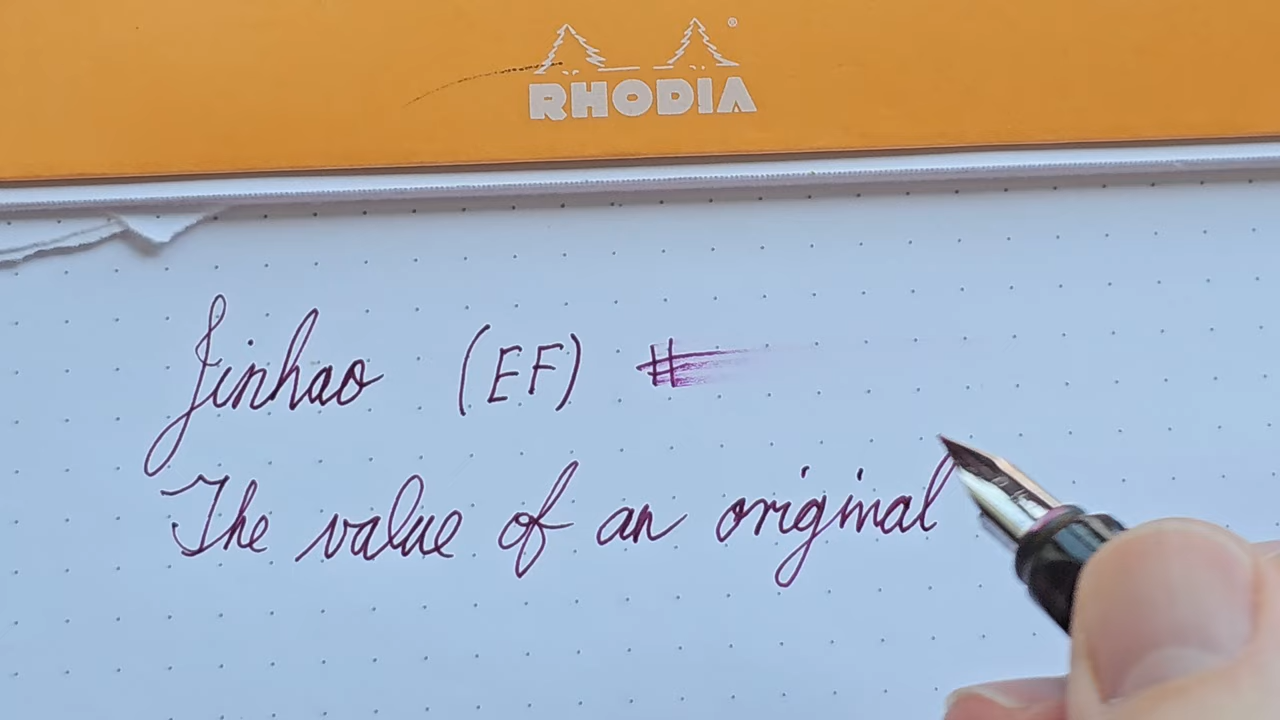 RHODIA®
Jinhao (EF) #
The value of an original